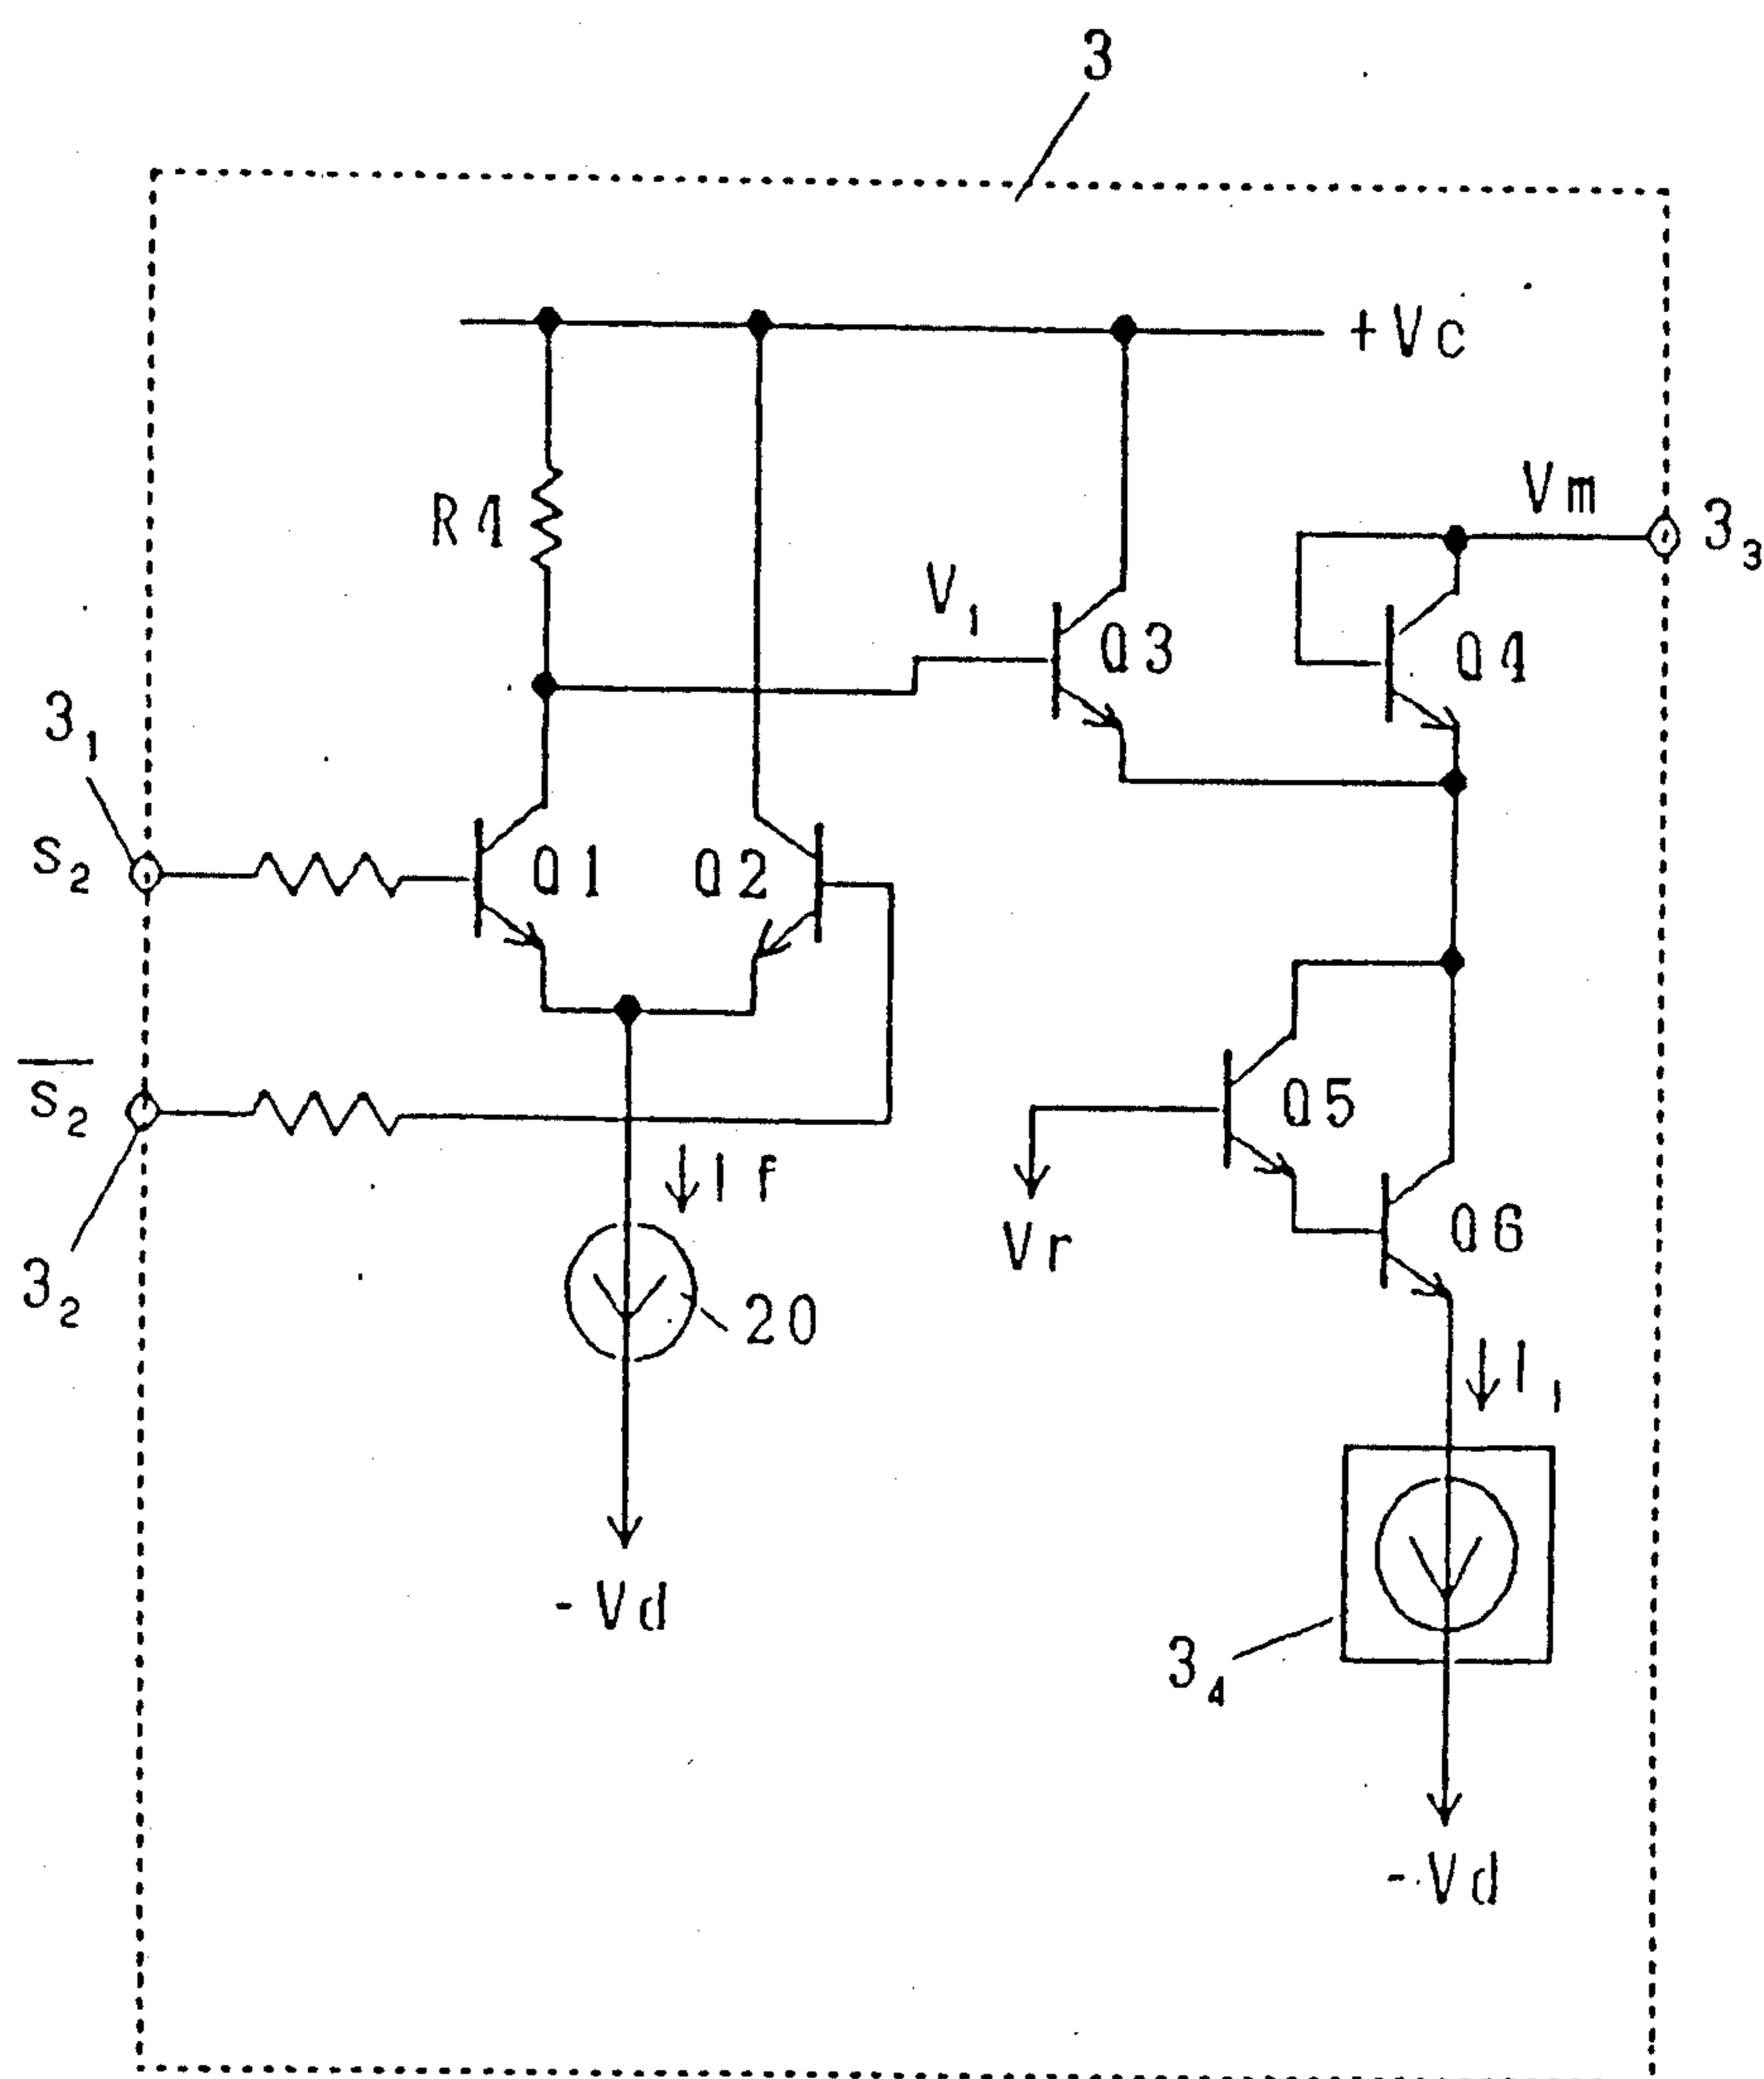 3
+Vc
Vm
3₃
R4
V₁
Q3
Q4
3₁
S₂
Q1
Q2
S̅₂
Q5
If
Vr
Q6
3₂
20
I₁
-Vd
3₄
-Vd